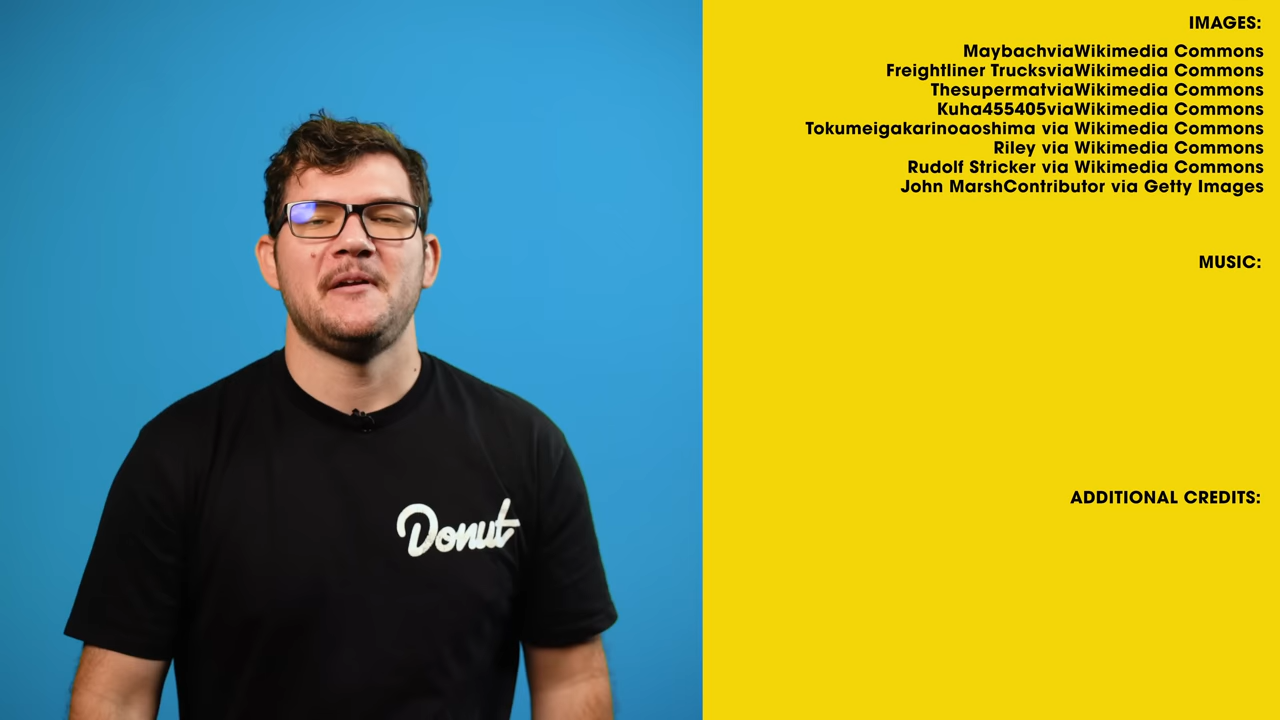 IMAGES:
MaybachviaWikimedia Commons
Freightliner TrucksviaWikimedia Commons
ThesupermatviaWikimedia Commons
Kuha455405viaWikimedia Commons
Tokumeigakarinoaoshima via Wikimedia Commons
Riley via Wikimedia Commons
Rudolf Stricker via Wikimedia Commons
John MarshContributor via Getty Images
MUSIC:
ADDITIONAL CREDITS:
Donut